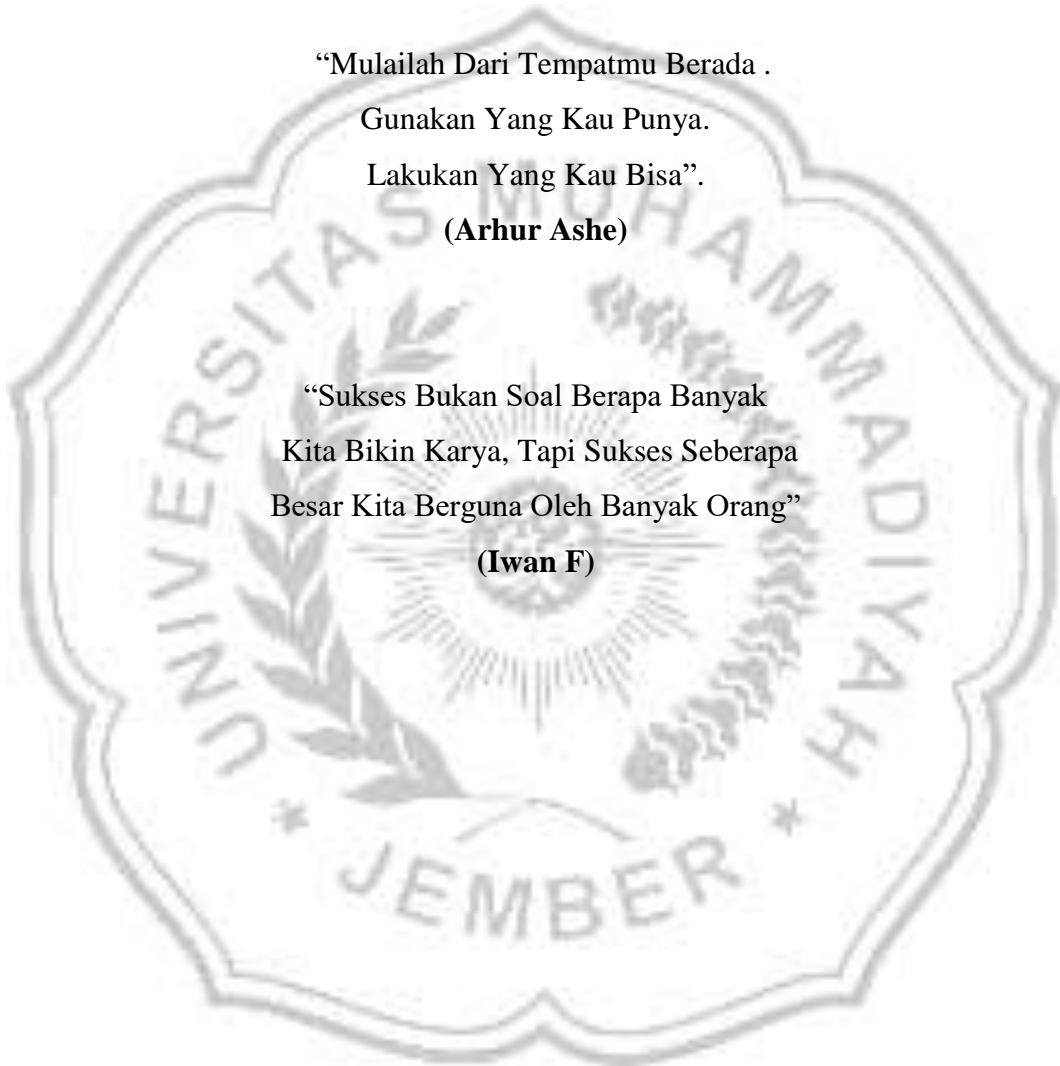 “Mulailah Dari Tempatmu Berada .
Gunakan Yang Kau Punya.
Lakukan Yang Kau Bisa”.
(Arhur Ashe)
“Sukses Bukan Soal Berapa Banyak
Kita Bikin Karya, Tapi Sukses Seberapa
Besar Kita Berguna Oleh Banyak Orang”
(Iwan F)
UNIVERSITAS MUHAMMADIYAH
* JEMBER *